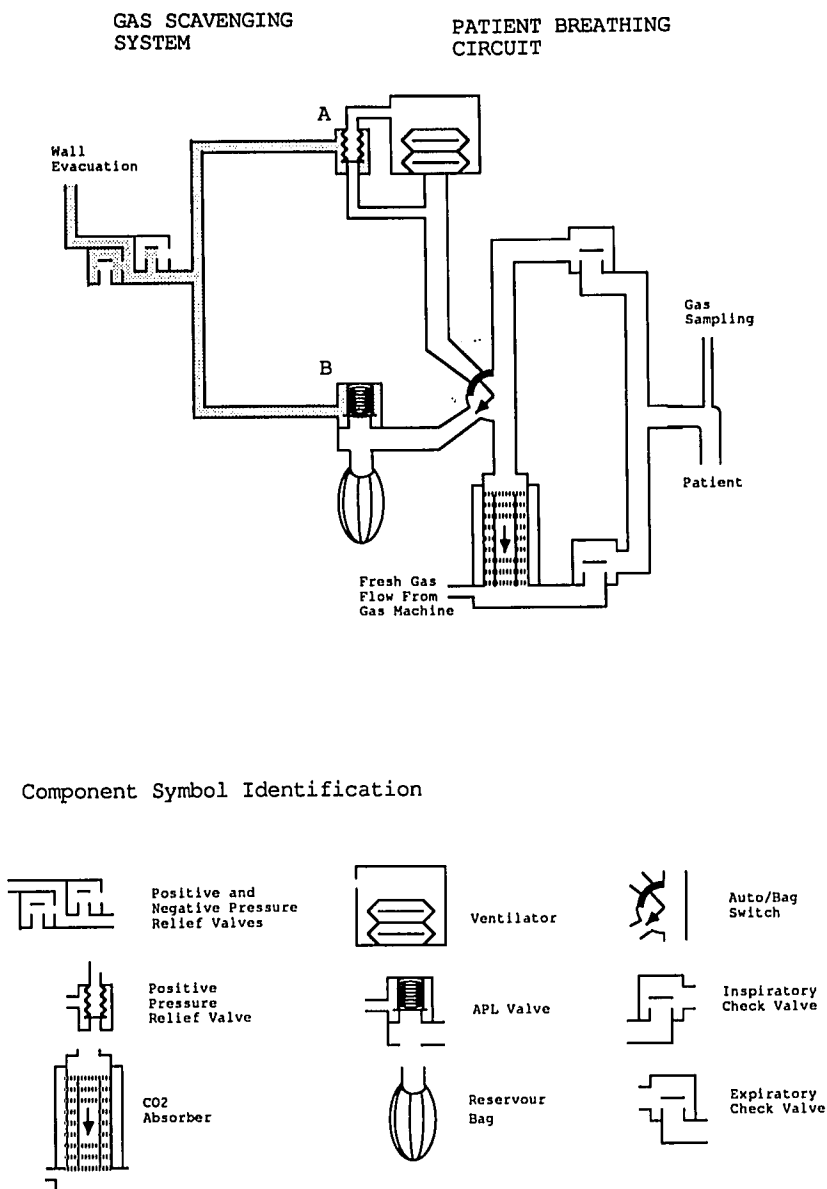 GAS SCAVENGING
SYSTEM
PATIENT BREATHING
CIRCUIT
A
Wall
Evacuation
B
Gas
Sampling
Patient
Fresh Gas
Flow From
Gas Machine
Component Symbol Identification
Positive and
Negative Pressure
Relief Valves
Ventilator
Auto/Bag
Switch
Positive
Pressure
Relief Valve
APL Valve
Inspiratory
Check Valve
CO2
Absorber
Reservour
Bag
Expiratory
Check Valve